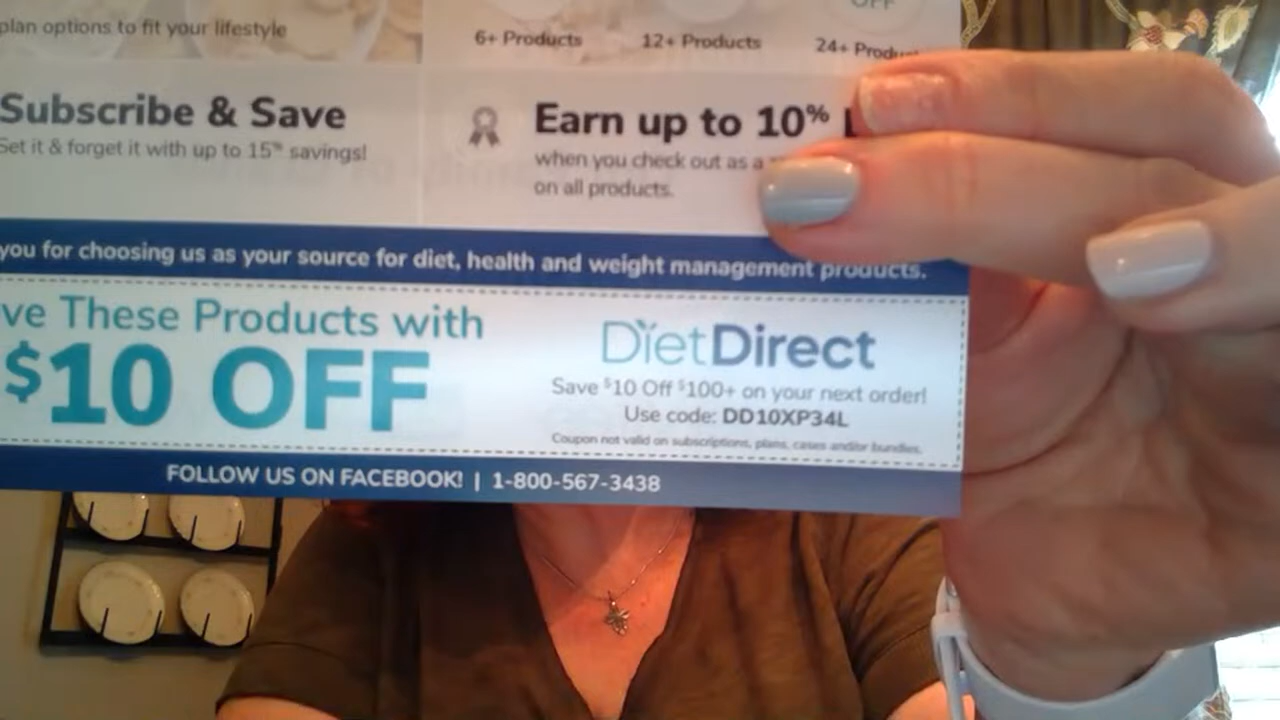 plan options to fit your lifestyle
OFF
6+ Products 12+ Products 24+
Subscribe & Save
Set it & forget it with up to 15% savings!
Earn up to 10%
when you check out as a
on all products.
you for choosing us as your source for diet, health and weight management products.
ve These Products with
$10 OFF
DietDirect
Save $10 Off $100+ on your next order!
Use code: DD10XP34L
Coupon not valid on subscriptions, plans, cases and/or bundles.
FOLLOW US ON FACEBOOK! | 1-800-567-3438